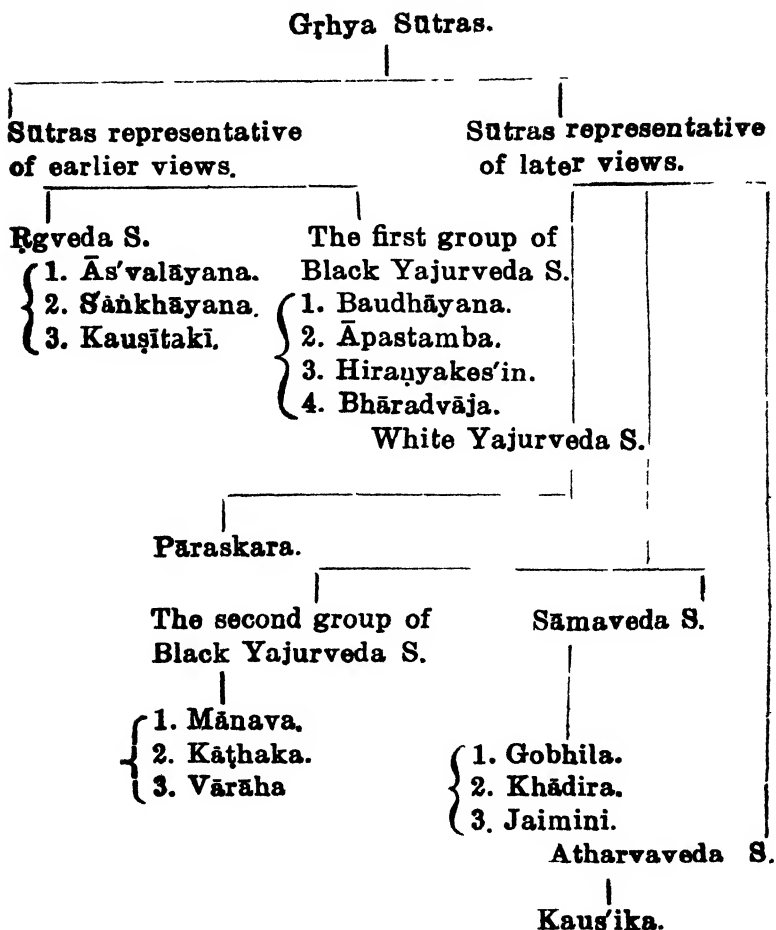 Gṛhya Sūtras.
Sūtras representative
of earlier views.
Sūtras representative
of later views.
Ṛgveda S.
1. Ās'valāyana.
2. S'āṅkhāyana.
3. Kauṣītakī.
The first group of
Black Yajurveda S.
1. Baudhāyana.
2. Āpastamba.
3. Hiraṇyakes'in.
4. Bhāradvāja.
White Yajurveda S.
Pāraskara.
The second group of
Black Yajurveda S.
1. Mānava.
2. Kāṭhaka.
3. Vārāha
Sāmaveda S.
1. Gobhila.
2. Khādira.
3. Jaimini.
Atharvaveda S.
Kaus'ika.